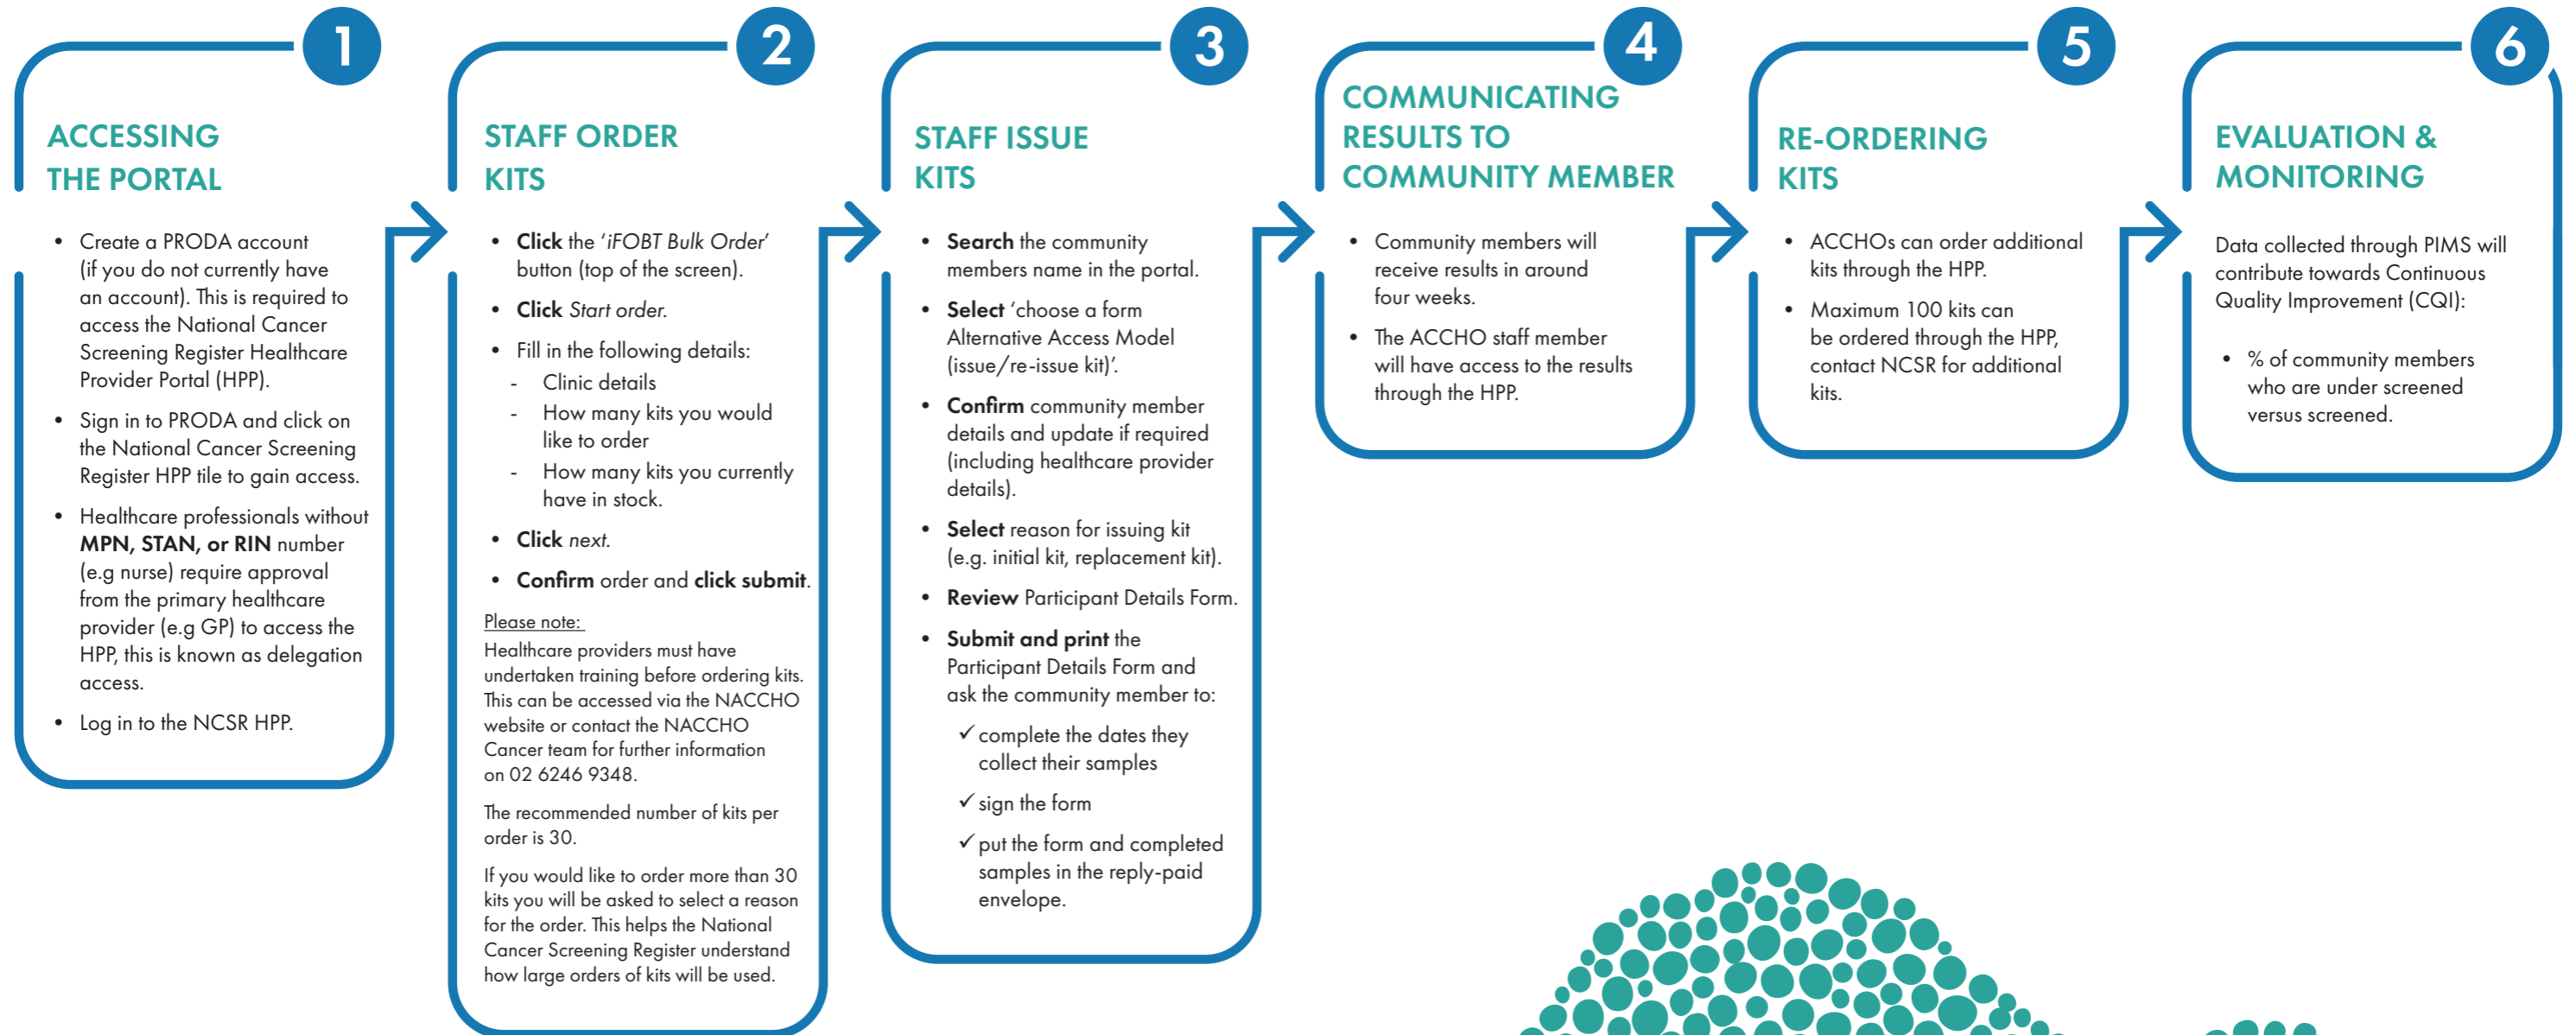 1
ACCESSING
THE PORTAL
• Create a PRODA account
(if you do not currently have
an account). This is required to
access the National Cancer
Screening Register Healthcare
Provider Portal (HPP).
• Sign in to PRODA and click on
the National Cancer Screening
Register HPP tile to gain access.
• Healthcare professionals without
MPN, STAN, or RIN number
(e.g nurse) require approval
from the primary healthcare
provider (e.g GP) to access the
HPP, this is known as delegation
access.
• Log in to the NCSR HPP.
2
STAFF ORDER
KITS
• Click the ‘iFOBT Bulk Order’
button (top of the screen).
• Click Start order.
• Fill in the following details:
- Clinic details
- How many kits you would
like to order
- How many kits you currently
have in stock.
• Click next.
• Confirm order and click submit.
Please note:
Healthcare providers must have
undertaken training before ordering kits.
This can be accessed via the NACCHO
website or contact the NACCHO
Cancer team for further information
on 02 6246 9348.
The recommended number of kits per
order is 30.
If you would like to order more than 30
kits you will be asked to select a reason
for the order. This helps the National
Cancer Screening Register understand
how large orders of kits will be used.
3
STAFF ISSUE
KITS
• Search the community
members name in the portal.
• Select ‘choose a form
Alternative Access Model
(issue/re-issue kit)’.
• Confirm community member
details and update if required
(including healthcare provider
details).
• Select reason for issuing kit
(e.g. initial kit, replacement kit).
• Review Participant Details Form.
• Submit and print the
Participant Details Form and
ask the community member to:
✓ complete the dates they
collect their samples
✓ sign the form
✓ put the form and completed
samples in the reply-paid
envelope.
4
COMMUNICATING
RESULTS TO
COMMUNITY MEMBER
• Community members will
receive results in around
four weeks.
• The ACCHO staff member
will have access to the results
through the HPP.
5
RE-ORDERING
KITS
• ACCHOs can order additional
kits through the HPP.
• Maximum 100 kits can
be ordered through the HPP,
contact NCSR for additional
kits.
6
EVALUATION &
MONITORING
Data collected through PIMS will
contribute towards Continuous
Quality Improvement (CQI):
• % of community members
who are under screened
versus screened.